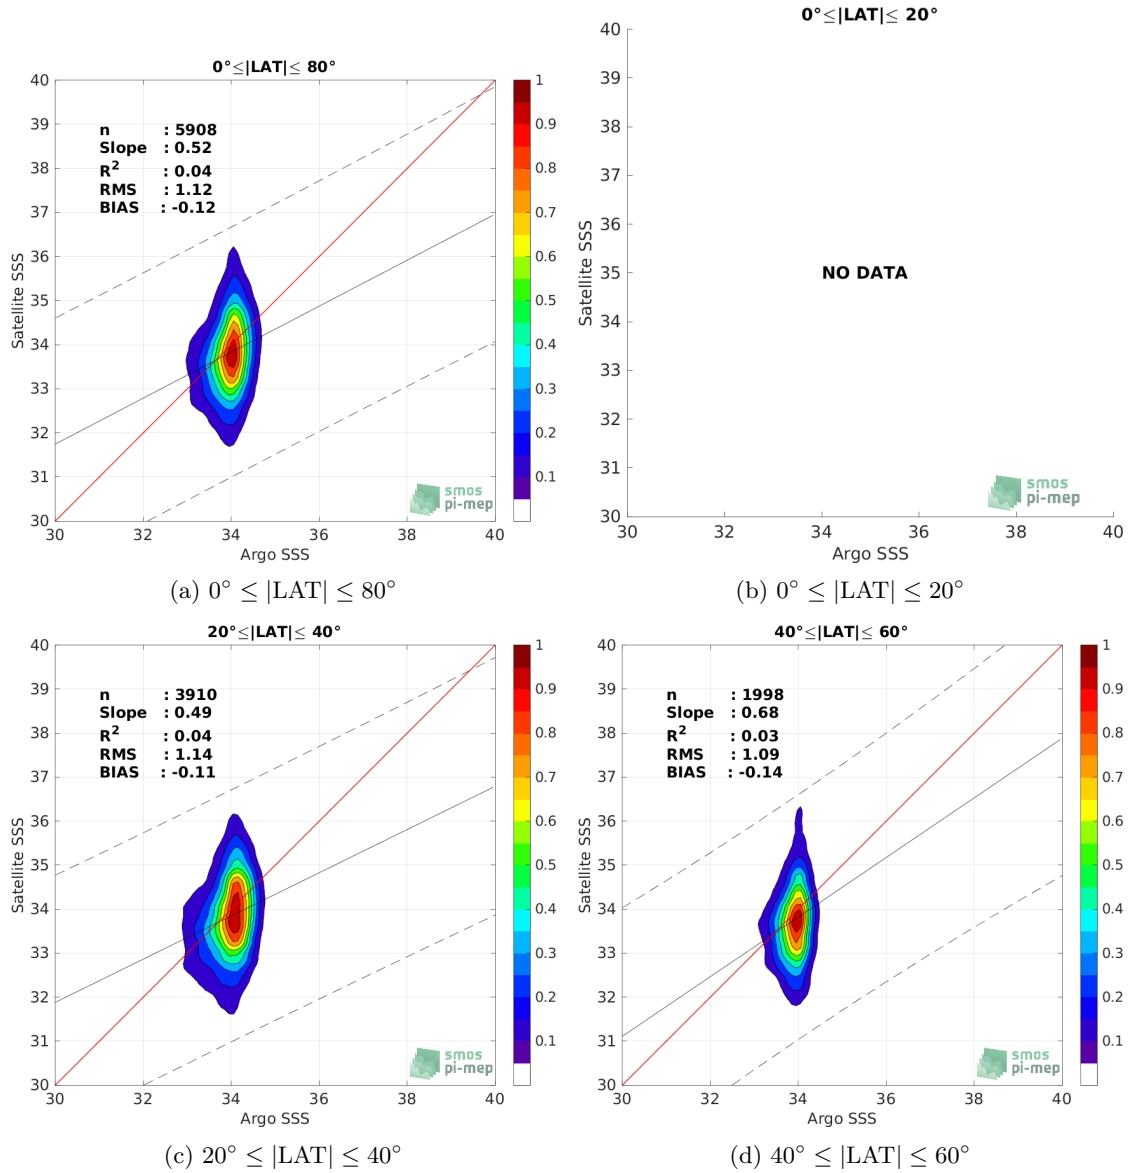 0°≤|LAT|≤ 80°
40
39
38
37
36
35
34
33
32
31
30
Satellite SSS
n : 5908
Slope : 0.52
R² : 0.04
RMS : 1.12
BIAS : -0.12
30 32 34 36 38 40
Argo SSS
1
0.9
0.8
0.7
0.6
0.5
0.4
0.3
0.2
0.1
smos
pi-mep
(a) 0° ≤ |LAT| ≤ 80°
0°≤|LAT|≤ 20°
40
39
38
37
36
35
34
33
32
31
30
Satellite SSS
NO DATA
30 32 34 36 38 40
Argo SSS
smos
pi-mep
(b) 0° ≤ |LAT| ≤ 20°
20°≤|LAT|≤ 40°
40
39
38
37
36
35
34
33
32
31
30
Satellite SSS
n : 3910
Slope : 0.49
R² : 0.04
RMS : 1.14
BIAS : -0.11
30 32 34 36 38 40
Argo SSS
1
0.9
0.8
0.7
0.6
0.5
0.4
0.3
0.2
0.1
smos
pi-mep
(c) 20° ≤ |LAT| ≤ 40°
40°≤|LAT|≤ 60°
40
39
38
37
36
35
34
33
32
31
30
Satellite SSS
n : 1998
Slope : 0.68
R² : 0.03
RMS : 1.09
BIAS : -0.14
30 32 34 36 38 40
Argo SSS
1
0.9
0.8
0.7
0.6
0.5
0.4
0.3
0.2
0.1
smos
pi-mep
(d) 40° ≤ |LAT| ≤ 60°